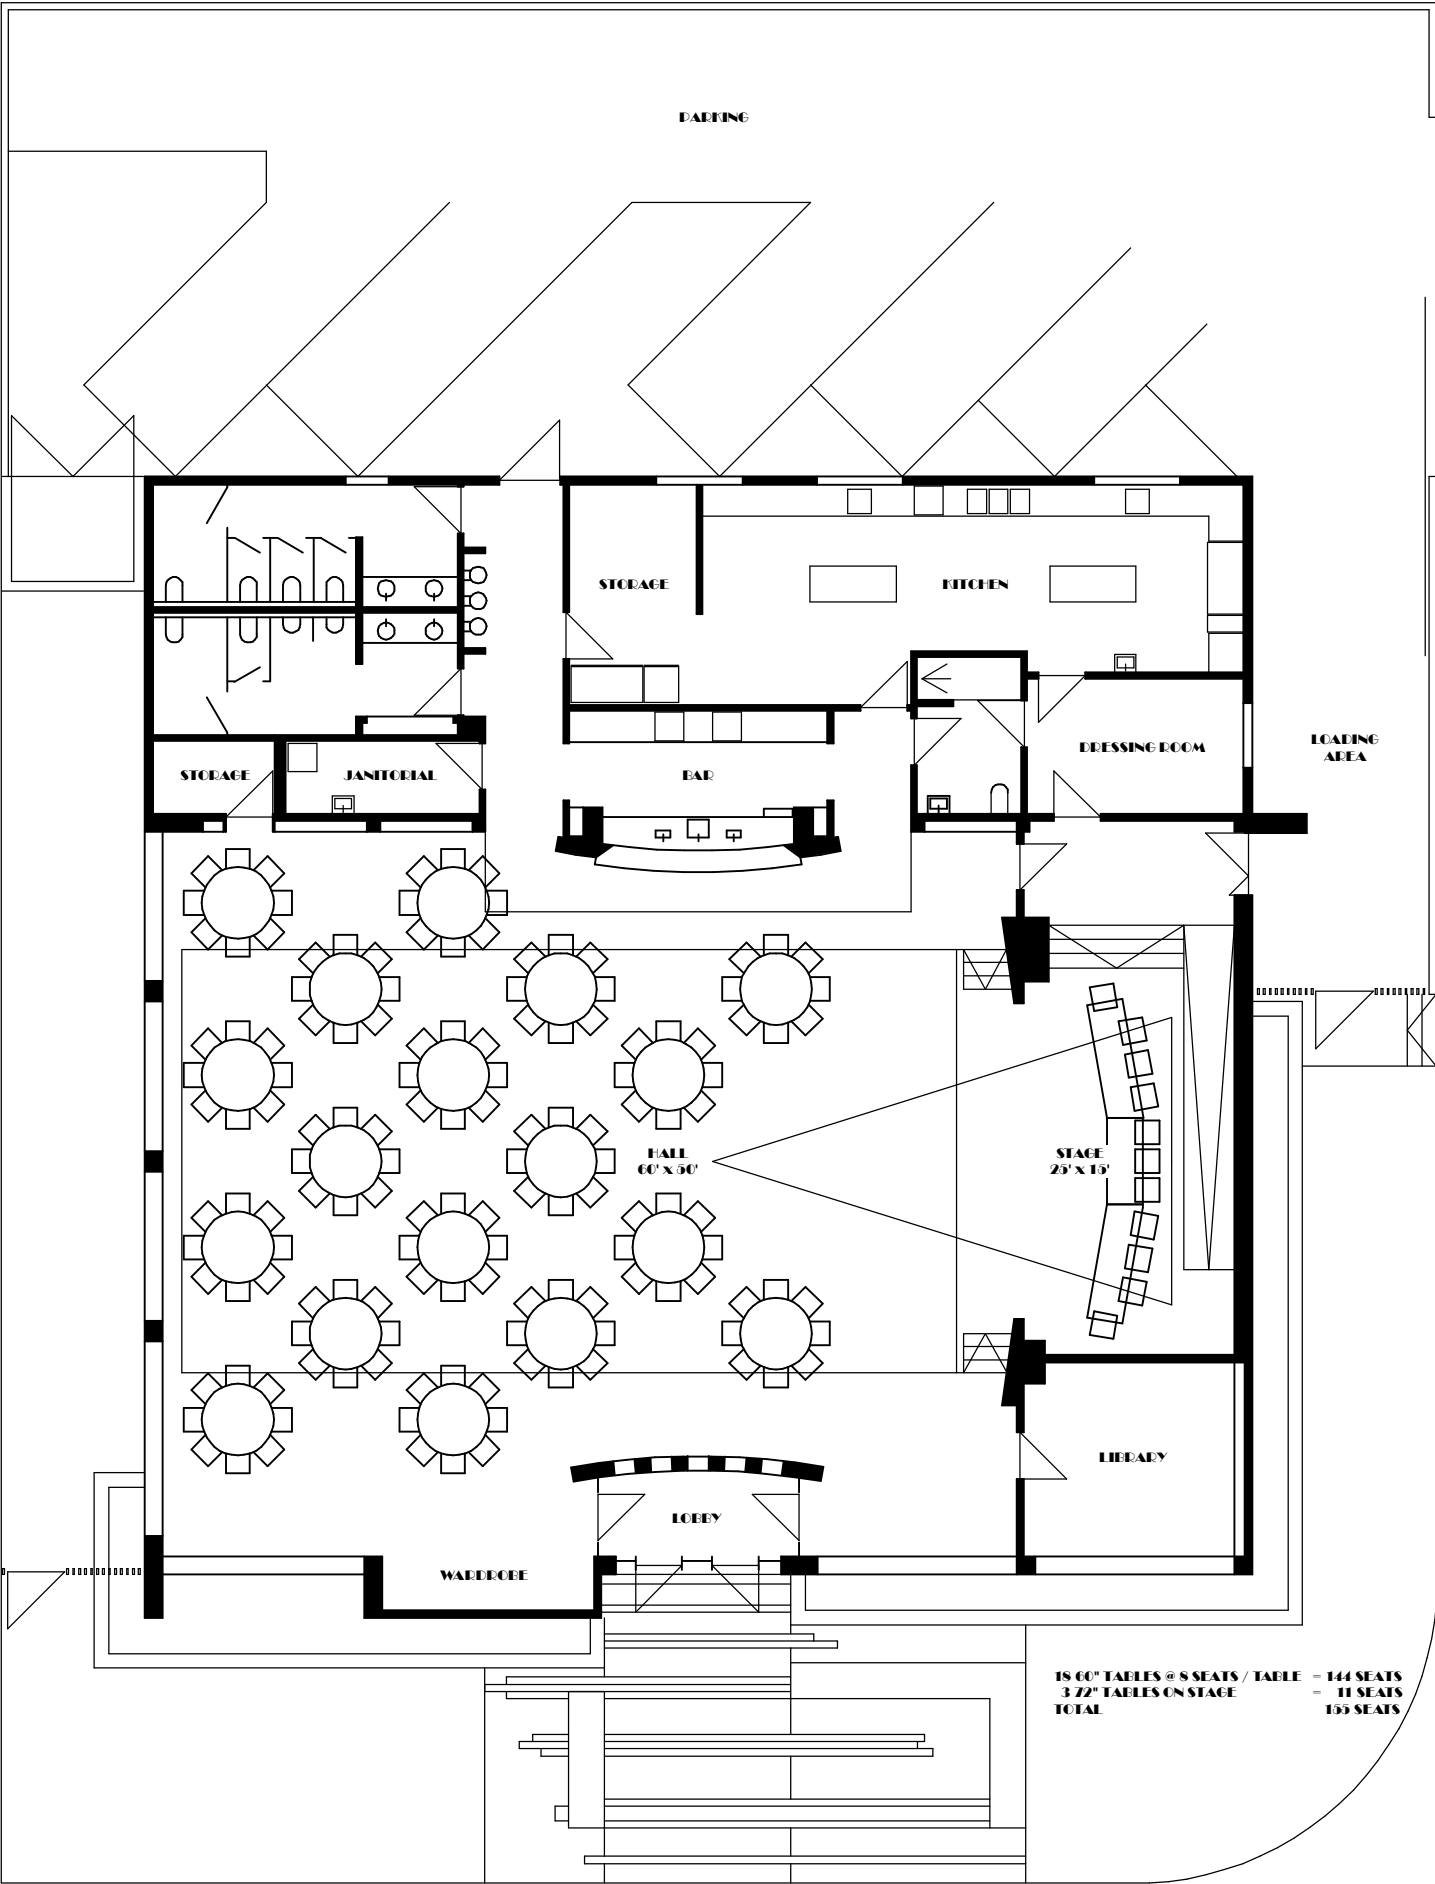 PARKING
STORAGE
KITCHEN
DRESSING ROOM
LOADING
AREA
STORAGE
JANITORIAL
BAR
HALL
60' x 50'
STAGE
25' x 15'
LIBRARY
LOBBY
WARDROBE
18 60" TABLES @ 8 SEATS / TABLE = 144 SEATS
3 72" TABLES ON STAGE = 11 SEATS
TOTAL 155 SEATS